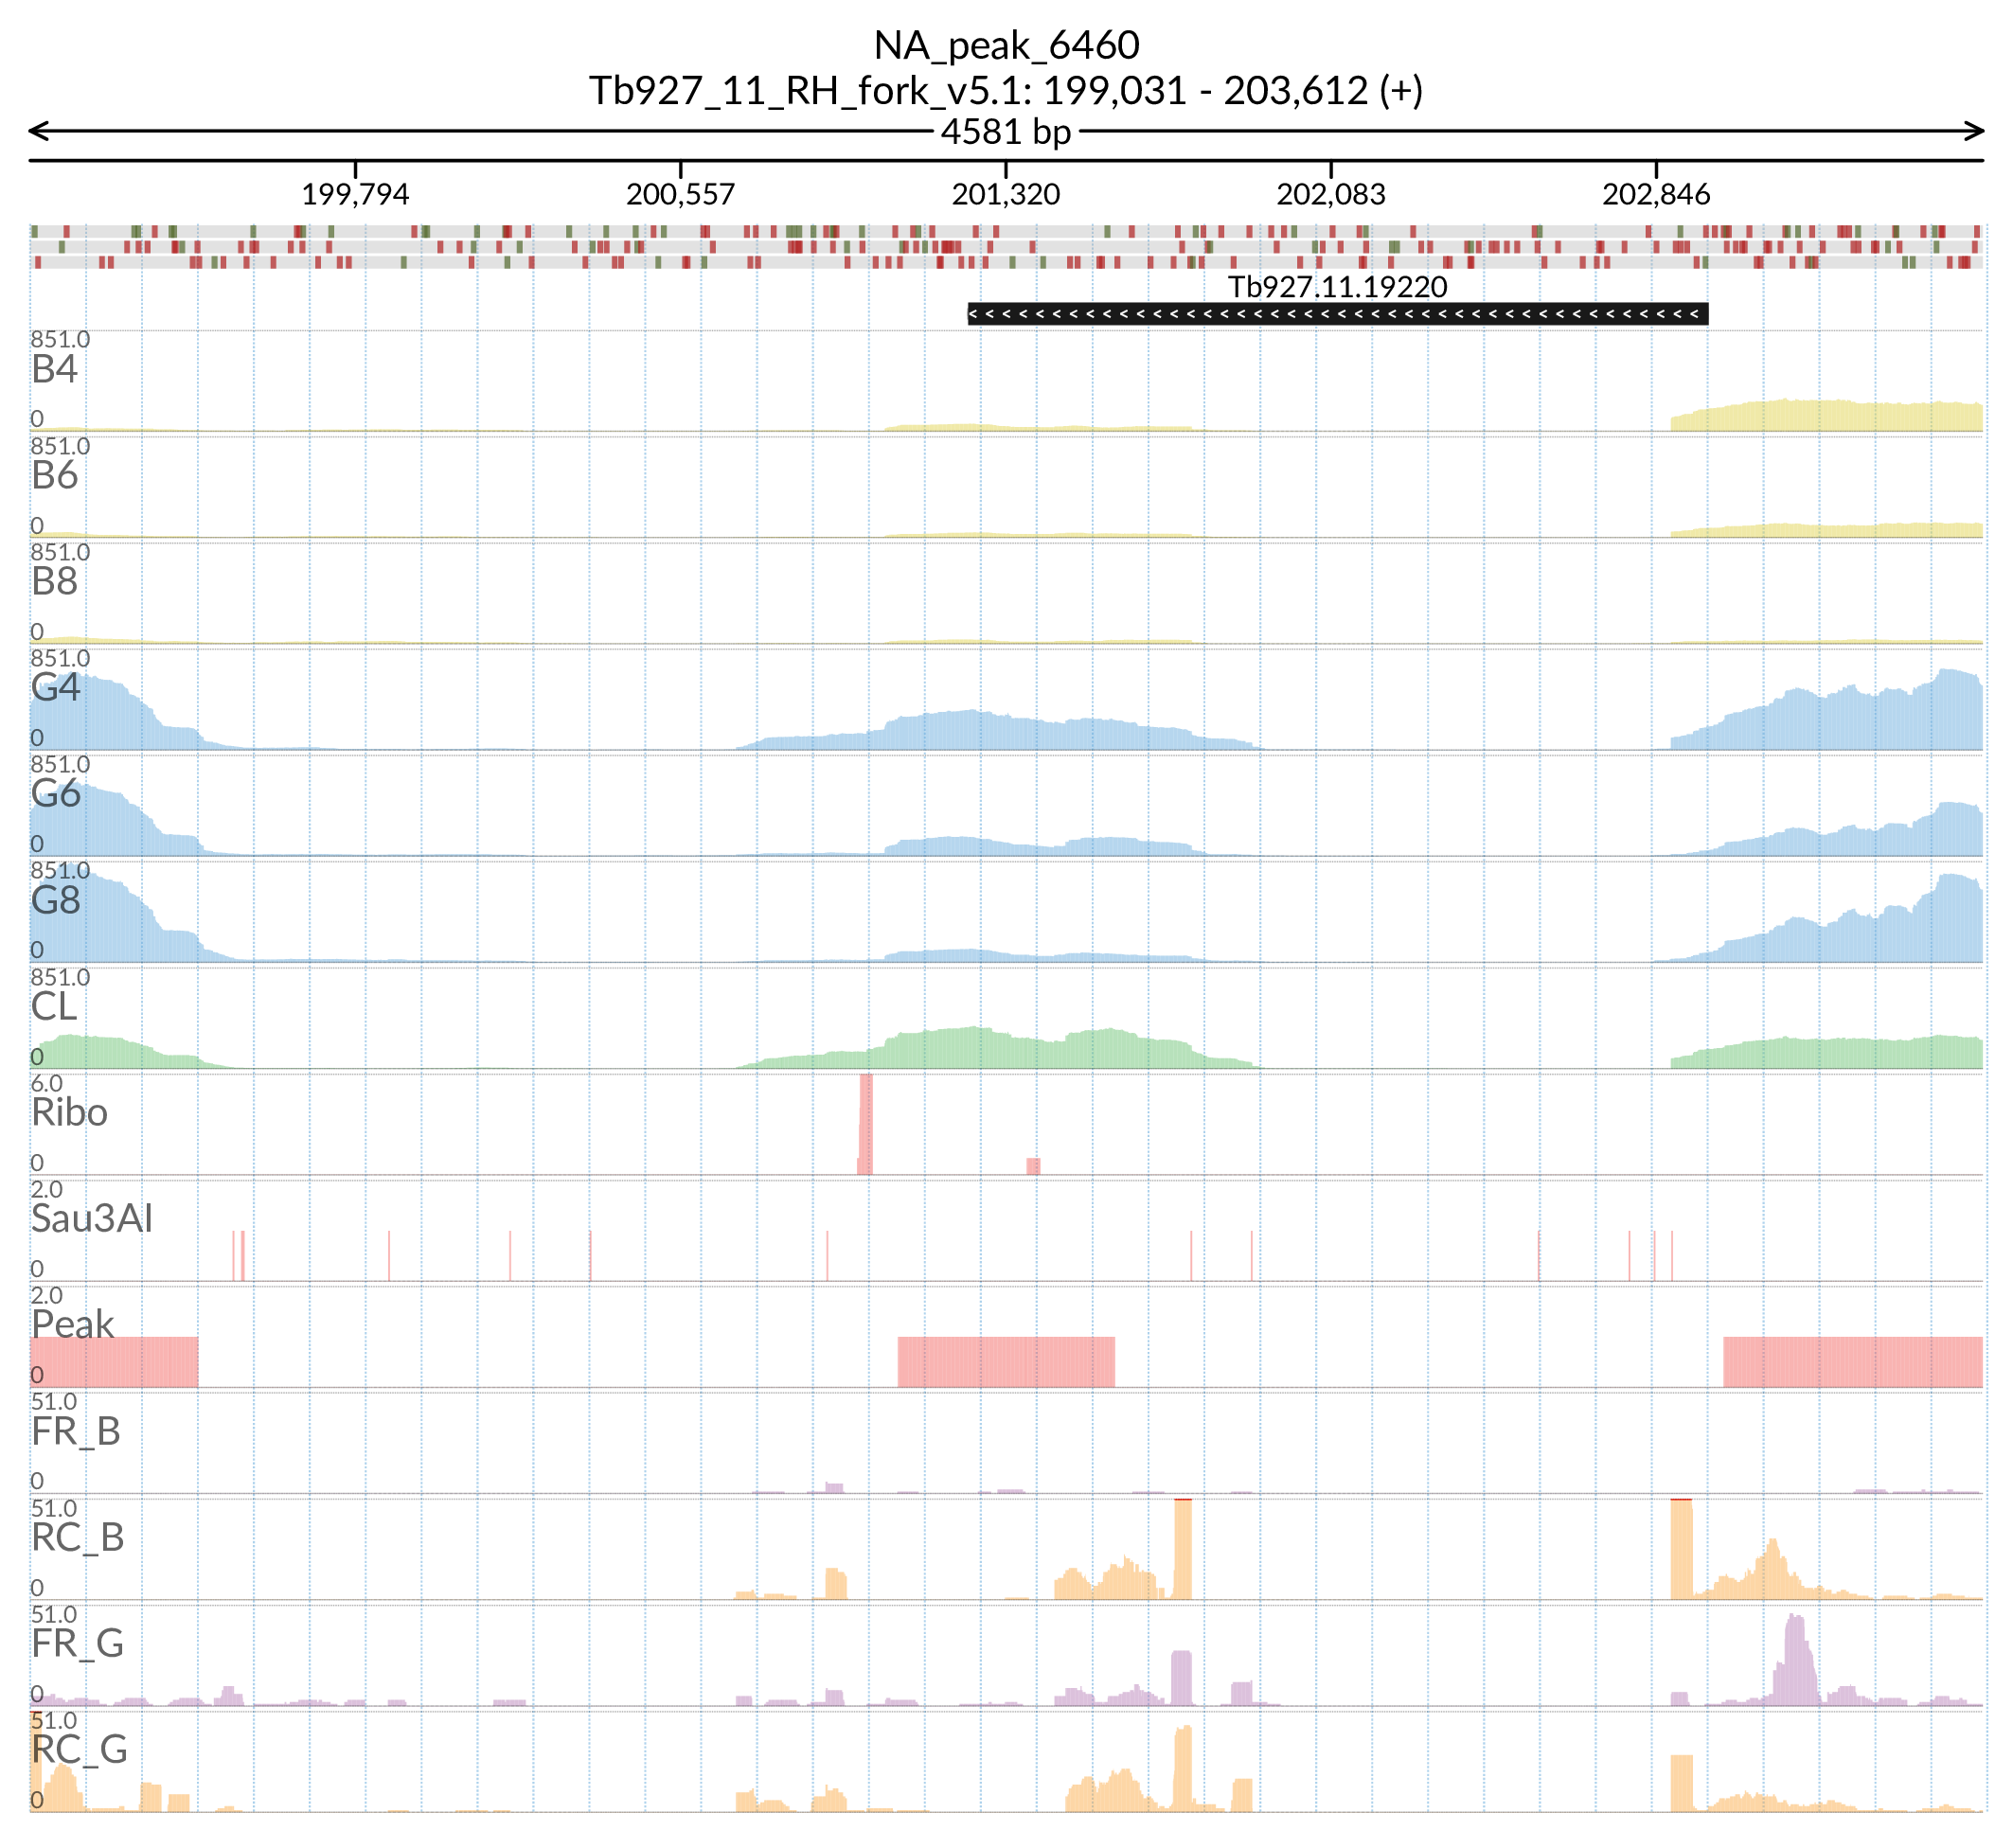 NA_peak_6460
Tb927_11_RH_fork_v5.1: 199,031 - 203,612 (+)
4581 bp
199,794 200,557 201,320 202,083 202,846
Tb927.11.19220
851.0
B4
0
851.0
B6
0
851.0
B8
0
851.0
G4
0
851.0
G6
0
851.0
G8
0
851.0
CL
0
6.0
Ribo
0
2.0
Sau3AI
0
2.0
Peak
0
51.0
FR_B
0
51.0
RC_B
0
51.0
FR_G
0
51.0
RC_G
0